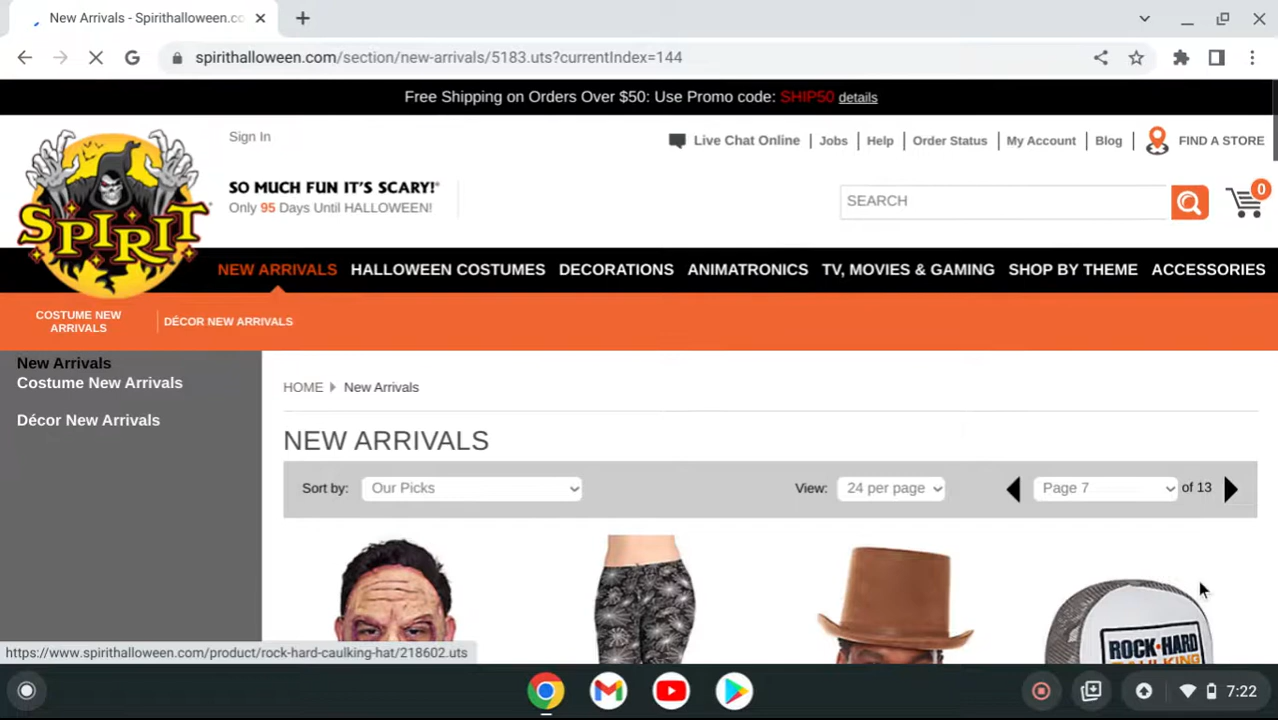 New Arrivals - Spirithalloween.co
spirithalloween.com/section/new-arrivals/5183.uts?currentIndex=144
Free Shipping on Orders Over $50: Use Promo code: SHIP50 details
Sign In
Live Chat Online | Jobs | Help | Order Status | My Account | Blog | FIND A STORE
SO MUCH FUN IT'S SCARY!®
Only 95 Days Until HALLOWEEN!
SEARCH
0
SPIRIT
NEW ARRIVALS HALLOWEEN COSTUMES DECORATIONS ANIMATRONICS TV, MOVIES & GAMING SHOP BY THEME ACCESSORIES
COSTUME NEW
ARRIVALS
DÉCOR NEW ARRIVALS
New Arrivals
Costume New Arrivals
Décor New Arrivals
HOME New Arrivals
NEW ARRIVALS
Sort by: Our Picks View: 24 per page Page 7 of 13
ROCK·HARD
CAULKING
https://www.spirithalloween.com/product/rock-hard-caulking-hat/218602.uts
7:22